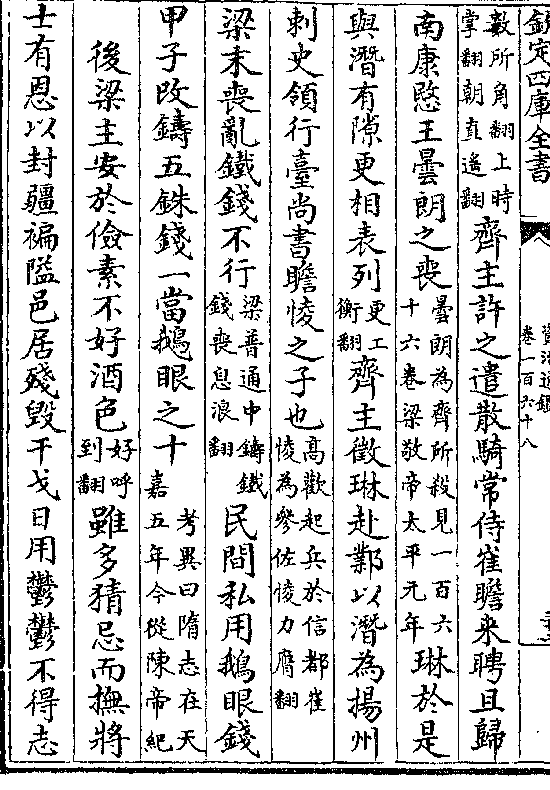 欽定四庫全書
資治通鑑
卷一百六十八
數所角翻上時
掌翻朝直遙翻
齊主許之遣散騎常侍崔瞻来聘且歸
南康愍王曇朗之喪
曇朗為齊所殺見一百六
十六卷梁敬帝太平元年
琳於是
與潛有隙更相表列
更工
衡翻
齊主徵琳赴鄴以潛為揚州
刺史領行臺尚書瞻㥄之子也
高歡起兵於信都崔
㥄為參佐㥄力膺翻
梁末喪亂鐵錢不行
梁普通中鑄鐵
錢喪息浪翻
民間私用鵝眼錢
甲子改鑄五銖錢一當鵝眼之十
考異曰隋志在天
嘉五年今從陳帝紀
後梁主安於儉素不好酒色
好呼
到翻
雖多猜忌而撫將
士有恩以封疆褊隘邑居殘毁干戈日用鬱鬱不得志